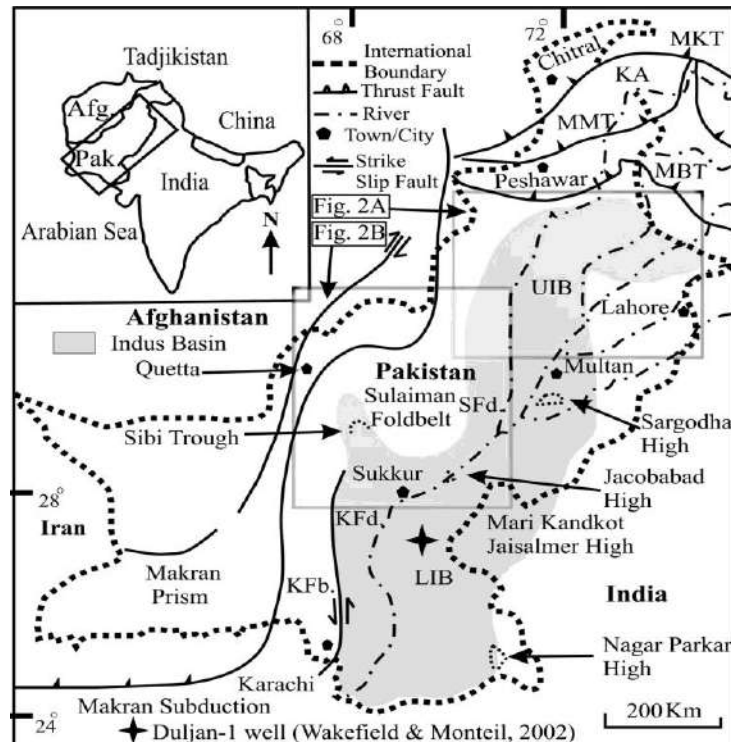 68°
72°
Tadjikistan
Afg.
China
Pak.
India
Arabian Sea
N
International
Boundary
Thrust Fault
River
Town/City
Strike
Slip Fault
Fig. 2A
Fig. 2B
Chitral
MKT
KA
MMT
Peshawar
MBT
UIB
Lahore
Afghanistan
Indus Basin
Quetta
Pakistan
Multan
Sulaiman
Foldbelt
SFd.
Sibi Trough
Sargodha
High
Sukkur
Jacobabad
High
28°
Iran
KFd.
Mari Kandkot
Jaisalmer High
Makran
Prism
KFb.
LIB
India
Nagar Parkar
High
Karachi
Makran Subduction
200 Km
24°
Duljan-1 well (Wakefield & Monteil, 2002)